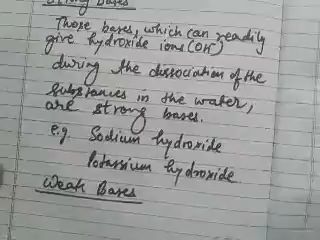 Strong Bases
Those bases, which can readily
give hydroxide ions (OH⁻)
during the dissociation of the
substances in the water,
are strong bases.
e.g. Sodium hydroxide
Potassium hydroxide
Weak Bases